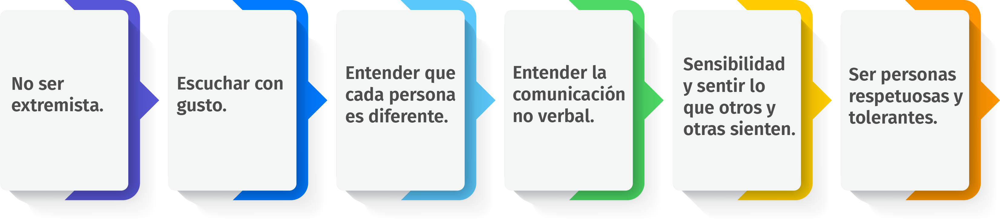 No ser
extremista.
Escuchar con
gusto.
Entender que
cada persona
es diferente.
Entender la
comunicación
no verbal.
Sensibilidad
y sentir lo
que otros y
otras sienten.
Ser personas
respetuosas y
tolerantes.